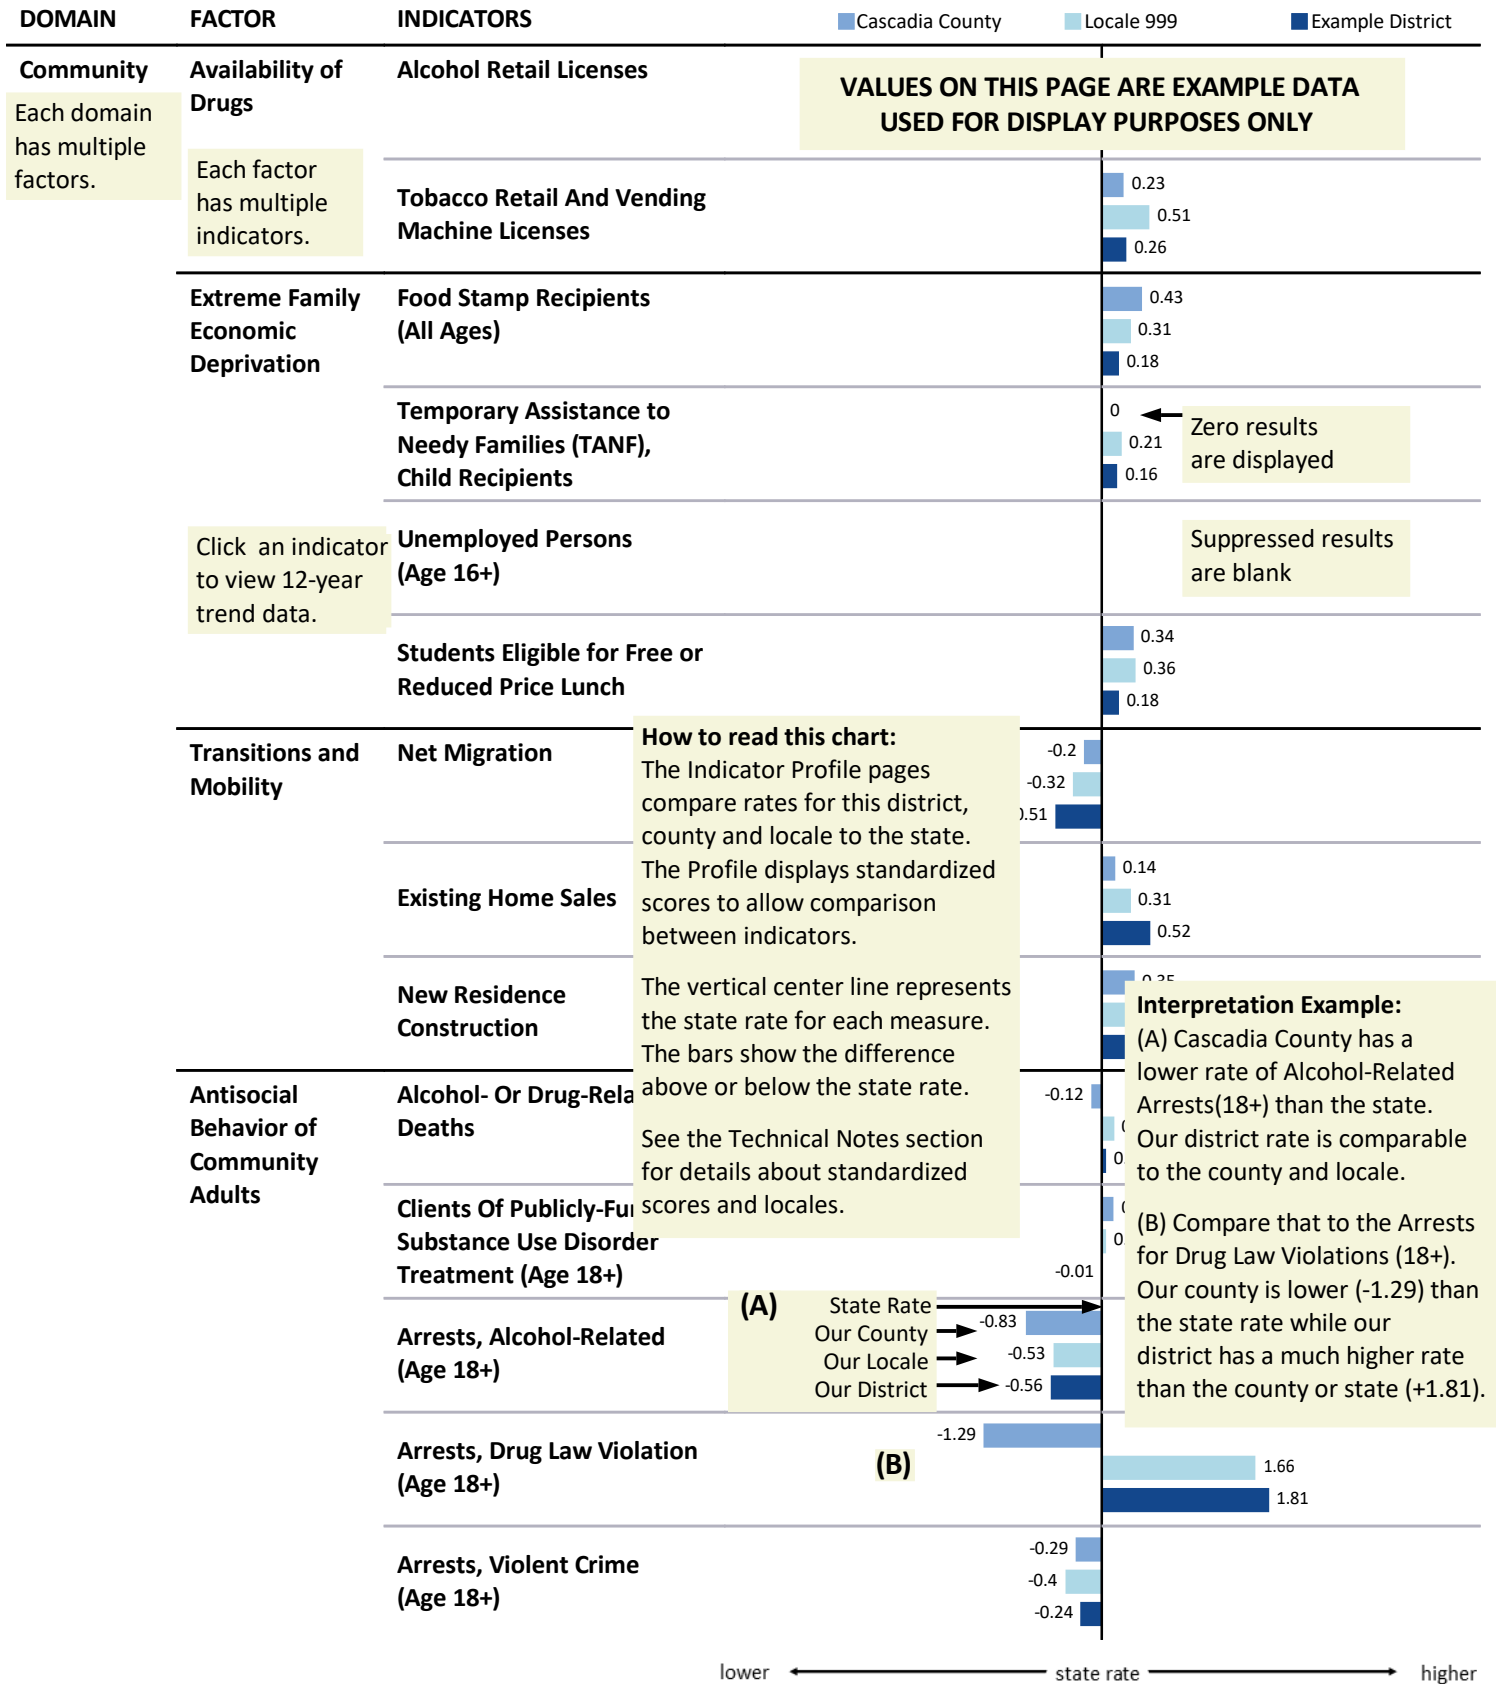 DOMAIN FACTOR INDICATORS Cascadia County Locale 999 Example District
Community
Each domain
has multiple
factors.
Availability of
Drugs
Each factor
has multiple
indicators.
Alcohol Retail Licenses
VALUES ON THIS PAGE ARE EXAMPLE DATA
USED FOR DISPLAY PURPOSES ONLY
Tobacco Retail And Vending
Machine Licenses
0.23
0.51
0.26
Extreme Family
Economic
Deprivation
Food Stamp Recipients
(All Ages)
0.43
0.31
0.18
Temporary Assistance to
Needy Families (TANF),
Child Recipients
0
0.21
0.16
Zero results
are displayed
Click an indicator
to view 12-year
trend data.
Unemployed Persons
(Age 16+)
Suppressed results
are blank
Students Eligible for Free or
Reduced Price Lunch
0.34
0.36
0.18
Transitions and
Mobility
Net Migration
-0.2
-0.32
.51
Existing Home Sales
0.14
0.31
0.52
New Residence
Construction
How to read this chart:
The Indicator Profile pages
compare rates for this district,
county and locale to the state.
The Profile displays standardized
scores to allow comparison
between indicators.
The vertical center line represents
the state rate for each measure.
The bars show the difference
above or below the state rate.
See the Technical Notes section
for details about standardized
scores and locales.
Interpretation Example:
(A) Cascadia County has a
lower rate of Alcohol-Related
Arrests(18+) than the state.
Our district rate is comparable
to the county and locale.
(B) Compare that to the Arrests
for Drug Law Violations (18+).
Our county is lower (-1.29) than
the state rate while our
district has a much higher rate
than the county or state (+1.81).
Antisocial
Behavior of
Community
Adults
Alcohol- Or Drug-Rela
Deaths
-0.12
0.
Clients Of Publicly-Fu
Substance Use Disorder
Treatment (Age 18+)
0.
-0.01
Arrests, Alcohol-Related
(Age 18+)
(A) State Rate
Our County -0.83
Our Locale -0.53
Our District -0.56
Arrests, Drug Law Violation
(Age 18+)
(B)
-1.29
1.66
1.81
Arrests, Violent Crime
(Age 18+)
-0.29
-0.4
-0.24
lower state rate higher